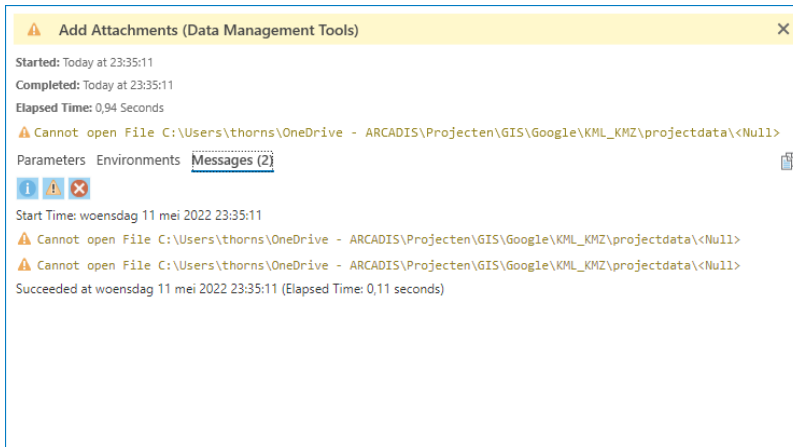 Add Attachments (Data Management Tools)
Started: Today at 23:35:11
Completed: Today at 23:35:11
Elapsed Time: 0,94 Seconds
Cannot open File C:\Users\thorns\OneDrive - ARCADIS\Projecten\GIS\Google\KML_KMZ\projectdata\<Null>
Parameters Environments Messages (2)
Start Time: woensdag 11 mei 2022 23:35:11
Cannot open File C:\Users\thorns\OneDrive - ARCADIS\Projecten\GIS\Google\KML_KMZ\projectdata\<Null>
Cannot open File C:\Users\thorns\OneDrive - ARCADIS\Projecten\GIS\Google\KML_KMZ\projectdata\<Null>
Succeeded at woensdag 11 mei 2022 23:35:11 (Elapsed Time: 0,11 seconds)